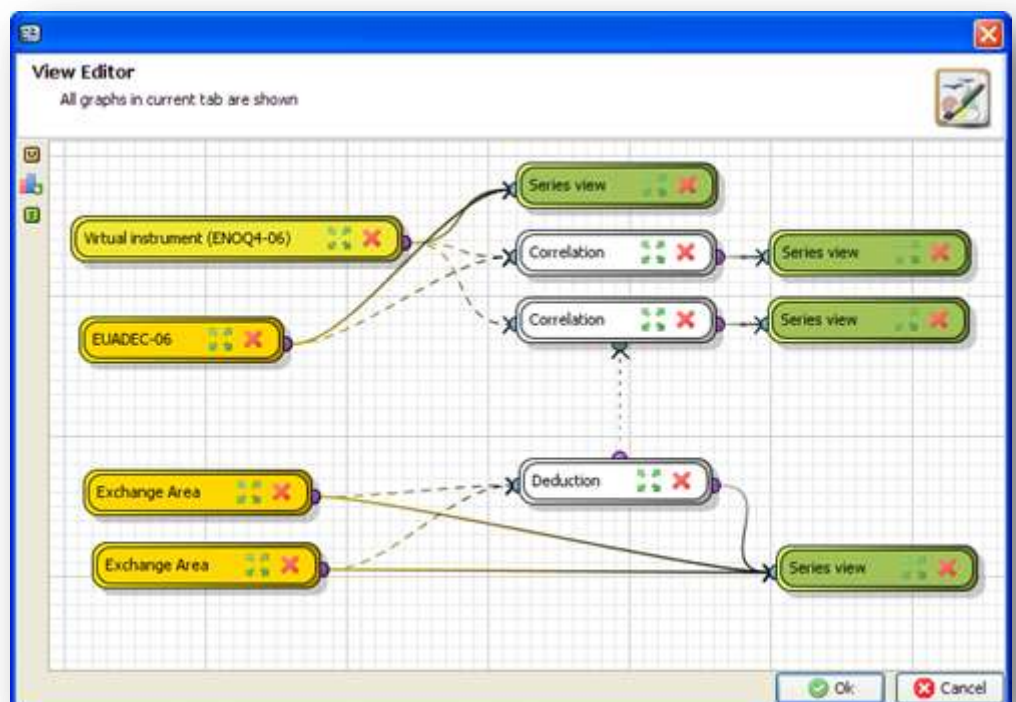 View Editor
All graphs in current tab are shown
Series view
Virtual instrument (ENOQ4-06)
Correlation
Series view
Correlation
Series view
EUADEC-06
Exchange Area
Deduction
Exchange Area
Series view
Ok
Cancel